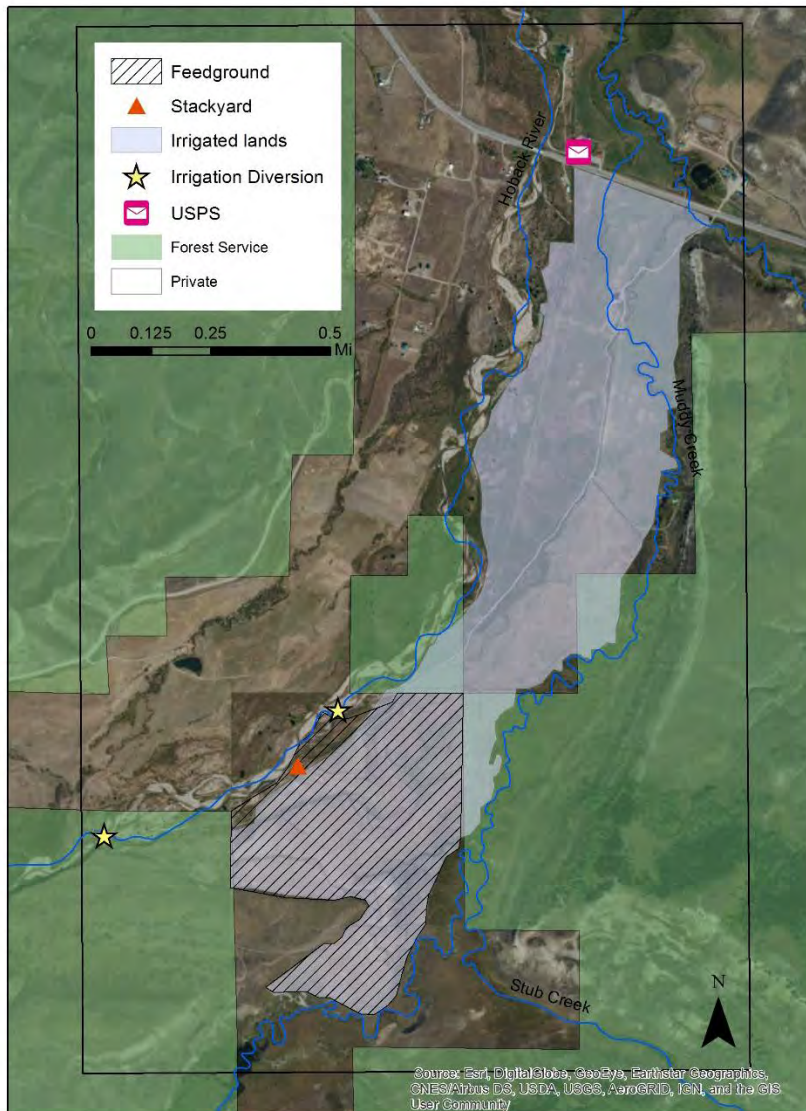 Feedground
Stackyard
Irrigated lands
Irrigation Diversion
USPS
Forest Service
Private
0 0.125 0.25 0.5
Mi
Hoback River
Muddy Creek
Stub Creek
N
Source: Esri, DigitalGlobe, GeoEye, Earthstar Geographics,
CNES/Airbus DS, USDA, USGS, AeroGRID, IGN, and the GIS
User Community